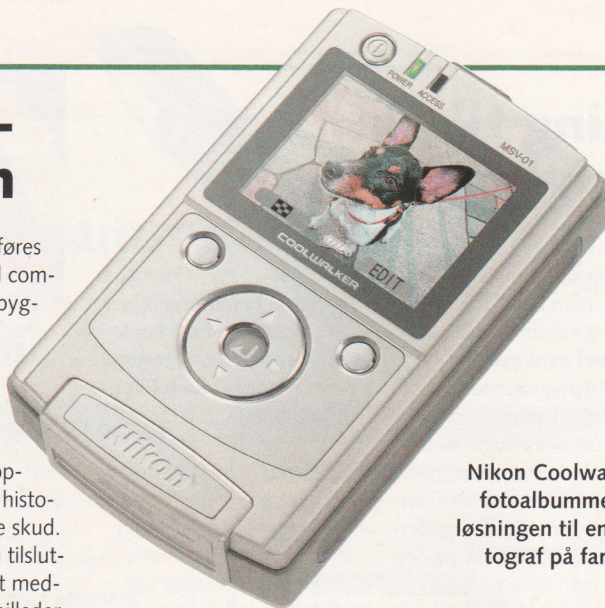 føres
com-
byg-
op-
histo-
e skud.
tilslut-
t med-
billeder
POWER ACCESS
MSV-01
COOLWALKER
EDIT
Nikon
Nikon Coolwa
fotoalbumme
løsningen til en
tograf på far